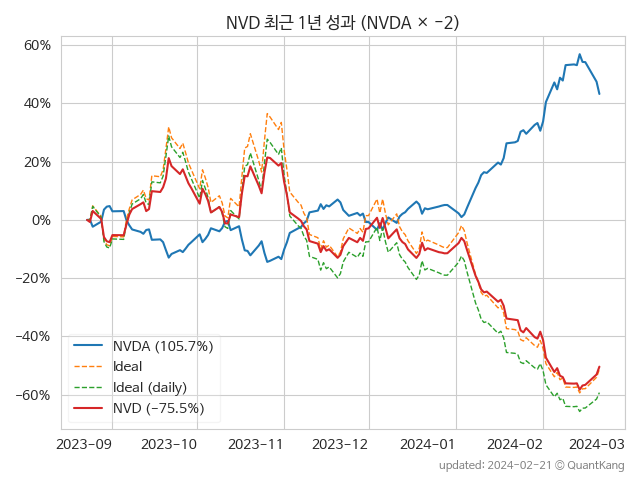 NVD 최근 1년 성과 (NVDA × −2)
60%
40%
20%
0%
−20%
−40%
−60%
NVDA (105.7%)
Ideal
Ideal (daily)
NVD (−75.5%)
2023-09 2023-10 2023-11 2023-12 2024-01 2024-02 2024-03
updated: 2024-02-21 © QuantKang